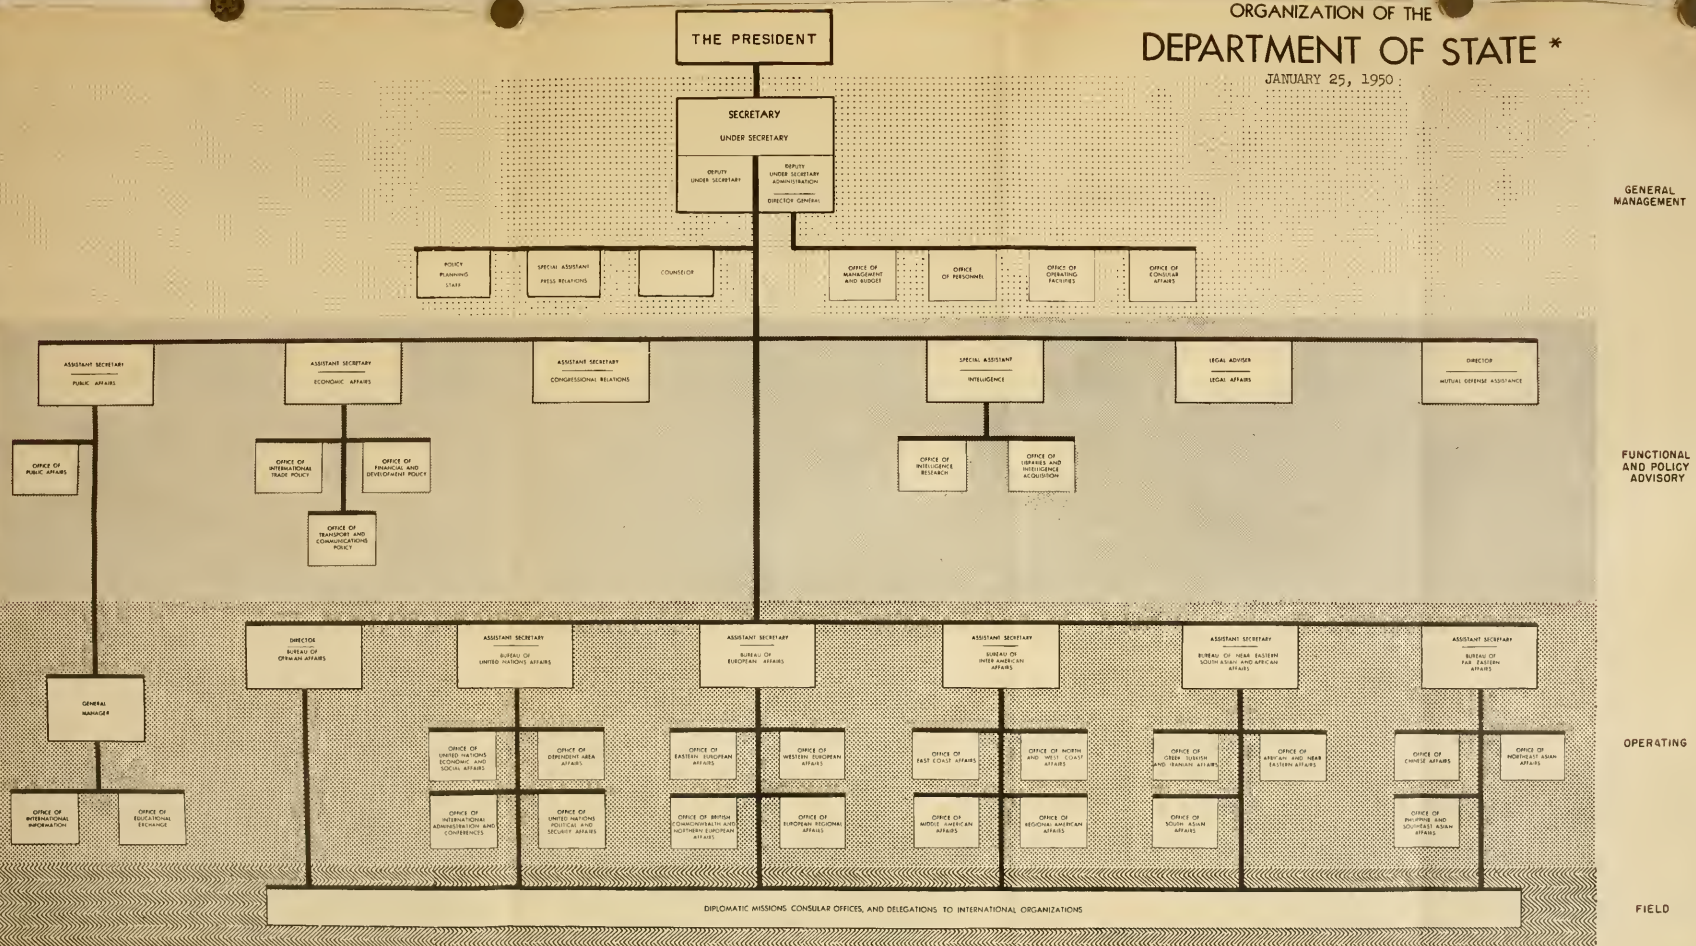 ORGANIZATION OF THE
DEPARTMENT OF STATE *
JANUARY 25, 1950
THE PRESIDENT
SECRETARY
UNDER SECRETARY
DEPUTY
UNDER SECRETARY
DEPUTY
UNDER SECRETARY
ADMINISTRATION
DIRECTOR GENERAL
GENERAL
MANAGEMENT
POLICY
PLANNING
STAFF
SPECIAL ASSISTANT
PRESS RELATIONS
COUNSELOR
OFFICE OF
MANAGEMENT
AND BUDGET
OFFICE
OF PERSONNEL
OFFICE OF
OPERATING
FACILITIES
OFFICE OF
CONSULAR
AFFAIRS
ASSISTANT SECRETARY
PUBLIC AFFAIRS
ASSISTANT SECRETARY
ECONOMIC AFFAIRS
ASSISTANT SECRETARY
CONGRESSIONAL RELATIONS
SPECIAL ASSISTANT
INTELLIGENCE
LEGAL ADVISER
LEGAL AFFAIRS
DIRECTOR
MUTUAL DEFENSE ASSISTANCE
OFFICE OF
PUBLIC AFFAIRS
OFFICE OF
INTERNATIONAL
TRADE POLICY
OFFICE OF
FINANCIAL AND
DEVELOPMENT POLICY
OFFICE OF
TRANSPORT AND
COMMUNICATIONS
POLICY
OFFICE OF
INTELLIGENCE
RESEARCH
OFFICE OF
LIBRARIES AND
INTELLIGENCE
ACQUISITION
FUNCTIONAL
AND POLICY
ADVISORY
DIRECTOR
BUREAU OF
GERMAN AFFAIRS
ASSISTANT SECRETARY
BUREAU OF
UNITED NATIONS AFFAIRS
ASSISTANT SECRETARY
BUREAU OF
EUROPEAN AFFAIRS
ASSISTANT SECRETARY
BUREAU OF
INTER AMERICAN
AFFAIRS
ASSISTANT SECRETARY
BUREAU OF NEAR EASTERN
SOUTH ASIAN AND AFRICAN
AFFAIRS
ASSISTANT SECRETARY
BUREAU OF
FAR EASTERN
AFFAIRS
GENERAL
MANAGER
OFFICE OF
INTERNATIONAL
INFORMATION
OFFICE OF
EDUCATIONAL
EXCHANGE
OFFICE OF
UNITED NATIONS
ECONOMIC AND
SOCIAL AFFAIRS
OFFICE OF
DEPENDENT AREA
AFFAIRS
OFFICE OF
INTERNATIONAL
ADMINISTRATION AND
CONFERENCES
OFFICE OF
UNITED NATIONS
POLITICAL AND
SECURITY AFFAIRS
OFFICE OF
EASTERN EUROPEAN
AFFAIRS
OFFICE OF
WESTERN EUROPEAN
AFFAIRS
OFFICE OF BRITISH
COMMONWEALTH AND
NORTHERN EUROPEAN
AFFAIRS
OFFICE OF
EUROPEAN REGIONAL
AFFAIRS
OFFICE OF
EAST COAST AFFAIRS
OFFICE OF NORTH
AND WEST COAST
AFFAIRS
OFFICE OF
MIDDLE AMERICAN
AFFAIRS
OFFICE OF
REGIONAL AMERICAN
AFFAIRS
OFFICE OF
GREEK TURKISH
AND IRANIAN AFFAIRS
OFFICE OF
AFRICAN AND NEAR
EASTERN AFFAIRS
OFFICE OF
SOUTH ASIAN
AFFAIRS
OFFICE OF
CHINESE AFFAIRS
OFFICE OF
NORTHEAST ASIAN
AFFAIRS
OFFICE OF
PHILIPPINE AND
SOUTHEAST ASIAN
AFFAIRS
OPERATING
DIPLOMATIC MISSIONS CONSULAR OFFICES, AND DELEGATIONS TO INTERNATIONAL ORGANIZATIONS
FIELD